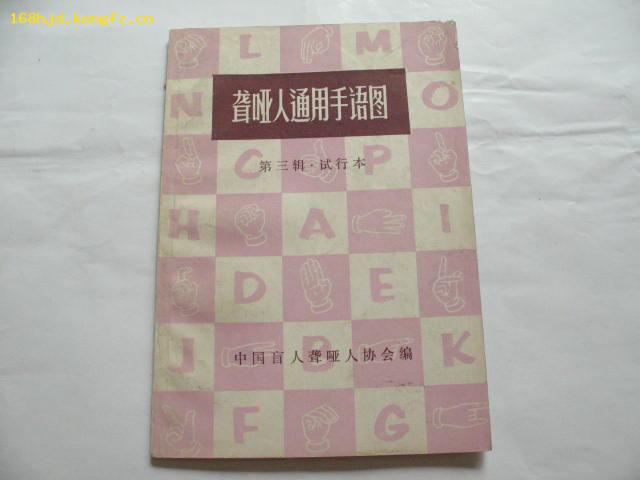 168hjd.kongfz.cn
L M
N O
聋哑人通用手语图
C P
第三辑·试行本
H A I
D E
J B K
中国盲人聋哑人协会编
F G